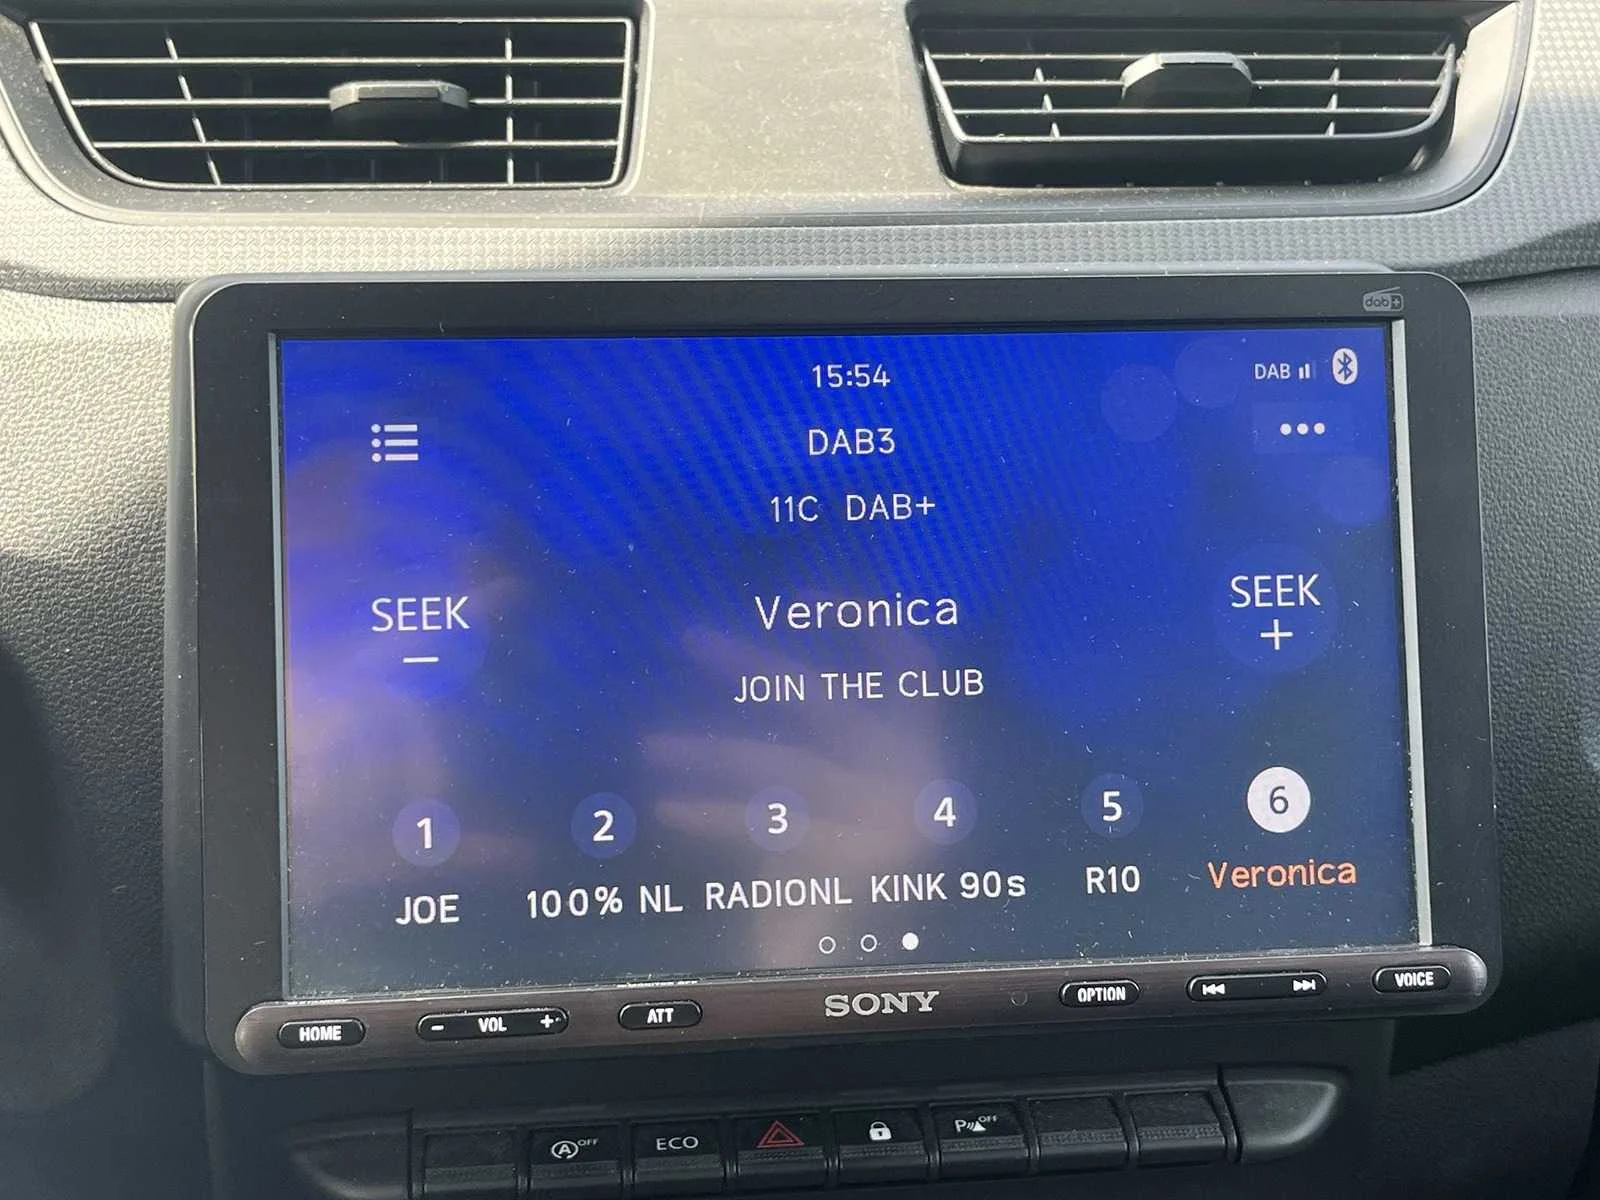 dab+
15:54
DAB
DAB3
11C DAB+
SEEK
–
Veronica
SEEK
+
JOIN THE CLUB
1
2
3
4
5
6
JOE
100% NL
RADIONL
KINK 90s
R10
Veronica
HOME
– VOL +
ATT
SONY
OPTION
VOICE
A OFF
ECO
P OFF